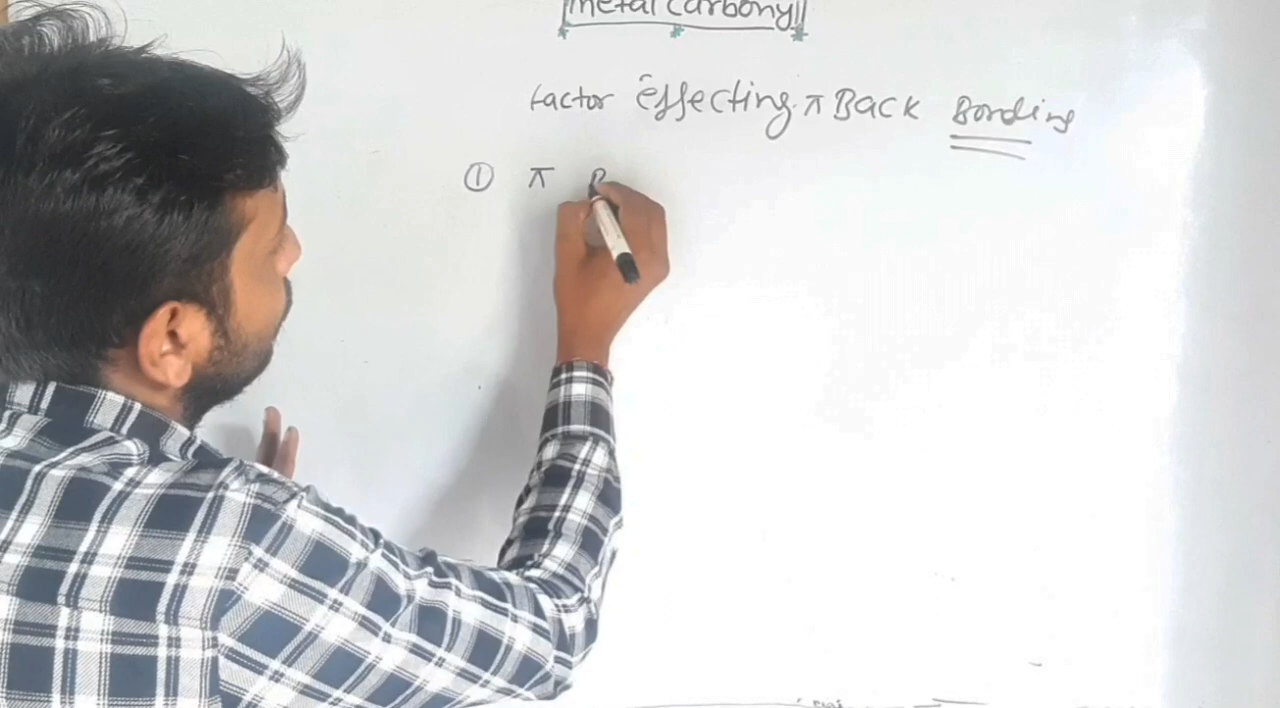 Metal Carbonyl
factor effecting π Back Bonding
① π